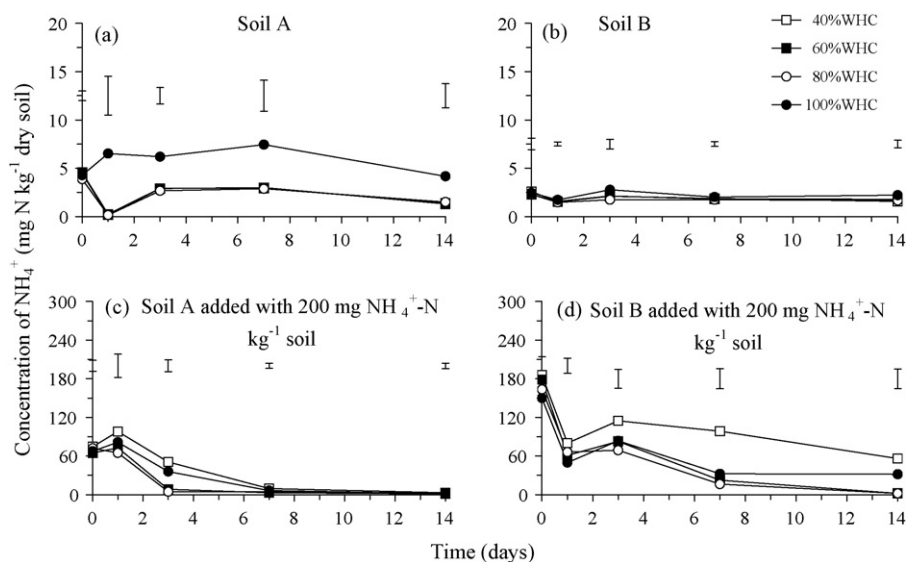 Concentration of NH₄⁺ (mg N kg⁻¹ dry soil)
(a) Soil A
20
15
10
5
0
0 2 4 6 8 10 12 14
(b) Soil B
40%WHC
60%WHC
80%WHC
100%WHC
20
15
10
5
0
0 2 4 6 8 10 12 14
(c) Soil A added with 200 mg NH ₄⁺-N
kg⁻¹ soil
300
240
180
120
60
0
0 2 4 6 8 10 12 14
(d) Soil B added with 200 mg NH ₄⁺-N
kg⁻¹ soil
300
240
180
120
60
0
0 2 4 6 8 10 12 14
Time (days)